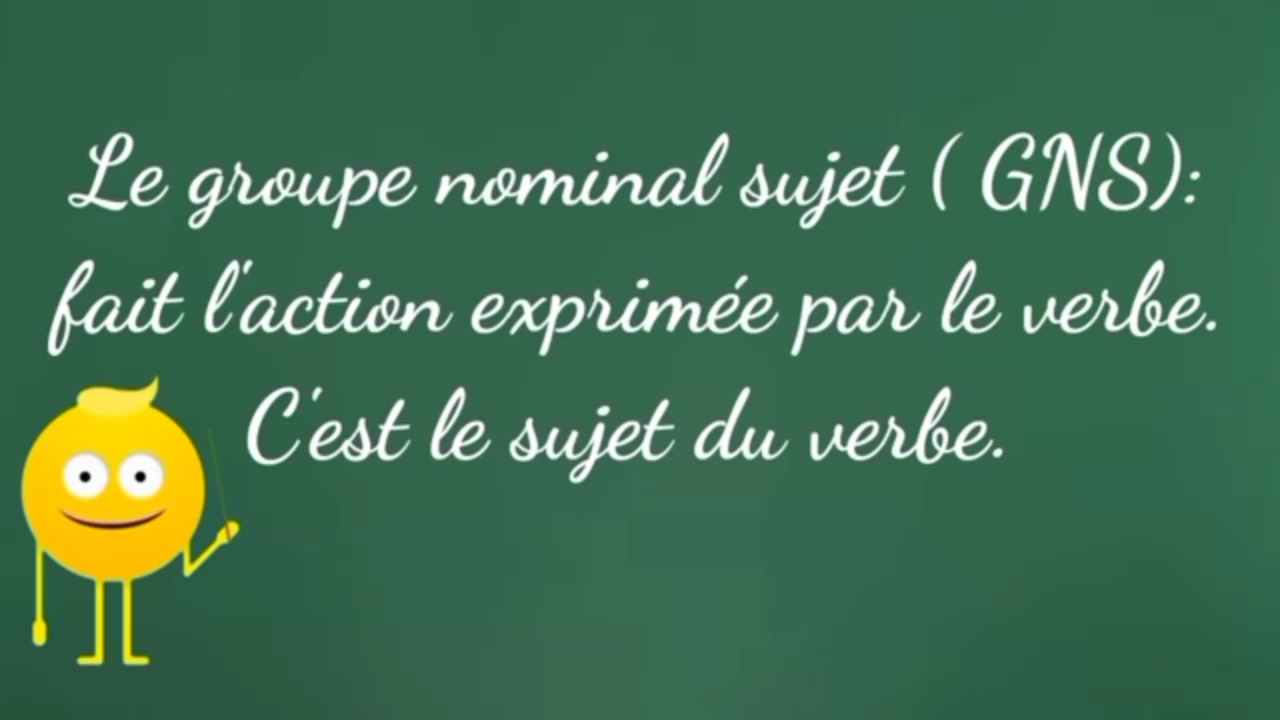 Le groupe nominal sujet ( GNS):
fait l'action exprimée par le verbe.
C'est le sujet du verbe.